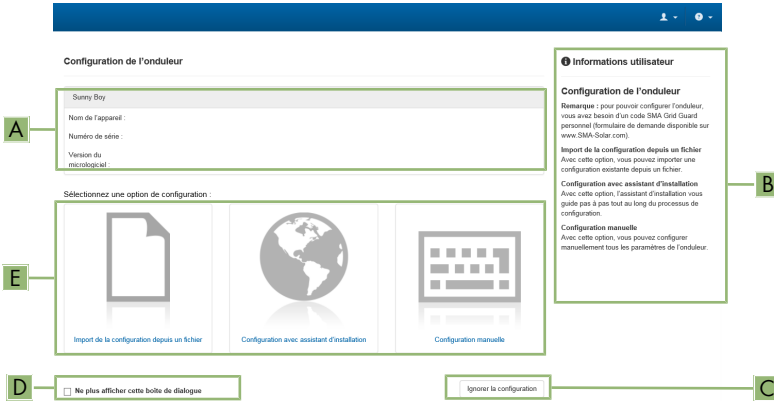 Configuration de l'onduleur
A
Sunny Boy
Nom de l'appareil :
Numéro de série :
Version du
micrologiciel :
Sélectionnez une option de configuration :
E
Import de la configuration depuis un fichier
Configuration avec assistant d'installation
Configuration manuelle
D
Ne plus afficher cette boîte de dialogue
Ignorer la configuration
C
Informations utilisateur
Configuration de l'onduleur
Remarque : pour pouvoir configurer l'onduleur,
vous avez besoin d'un code SMA Grid Guard
personnel (formulaire de demande disponible sur
www.SMA-Solar.com).
Import de la configuration depuis un fichier
Avec cette option, vous pouvez importer une
configuration existante depuis un fichier.
Configuration avec assistant d'installation
Avec cette option, l'assistant d'installation vous
guide pas à pas tout au long du processus de
configuration.
Configuration manuelle
Avec cette option, vous pouvez configurer
manuellement tous les paramètres de l'onduleur.
B